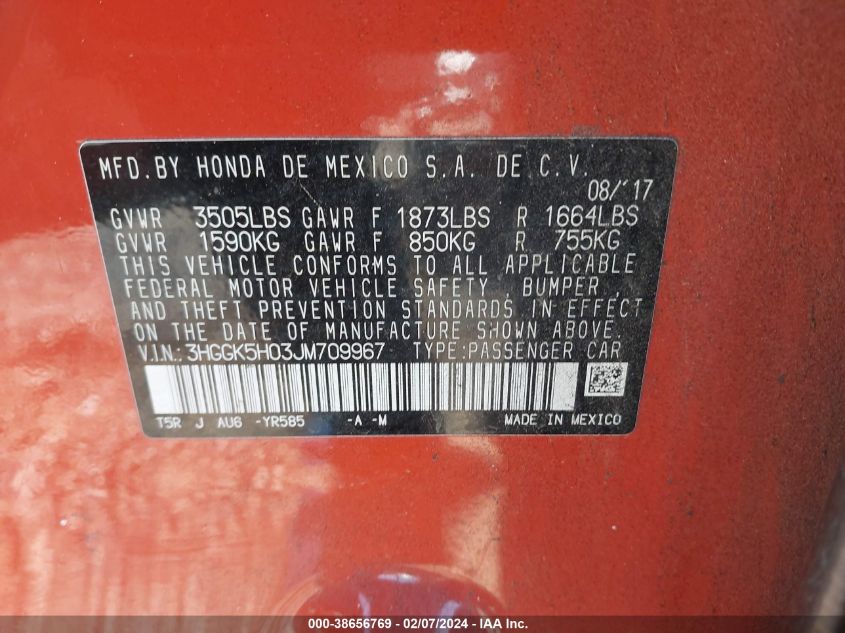 MFD.BY HONDA DE MEXICO S.A. DE C.V.
08/'17
GVWR 3505LBS GAWR F 1873LBS R 1664LBS
GVWR 1590KG GAWR F 850KG R 755KG
THIS VEHICLE CONFORMS TO ALL APPLICABLE
FEDERAL MOTOR VEHICLE SAFETY, BUMPER,
AND THEFT PREVENTION STANDARDS IN EFFECT
ON THE DATE OF MANUFACTURE SHOWN ABOVE.
V.I.N.:3HGGK5H03JM709967 TYPE:PASSENGER CAR
T5R J AU6 -YR585 -A -M MADE IN MEXICO
000-38656769 - 02/07/2024 - IAA Inc.